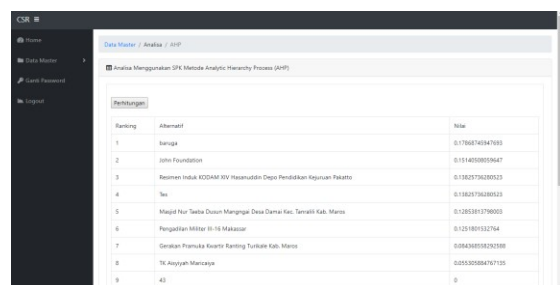 CSR
Home
Data Master / Analisa / AHP
Data Master
Analisa Menggunakan SPK Metode Analytic Hierarchy Process (AHP)
Ganti Password
Logout
Perhitungan
Ranking Alternatif Nilai
1 baruga 0.17868745947693
2 John Foundation 0.15140508059647
3 Resimen Induk KODAM XIV Hasanuddin Depo Pendidikan Kejuruan Pakatto 0.13825736280523
4 Tes 0.13825736280523
5 Masjid Nur Taeba Dusun Mangngai Desa Damai Kec. Tanralili Kab. Maros 0.12853813798003
6 Pengadilan Militer III-16 Makassar 0.1251801532764
7 Gerakan Pramuka Kwartir Ranting Turikale Kab. Maros 0.084368558292588
8 TK Aisyiyah Maricaiya 0.055305884767135
9 43 0